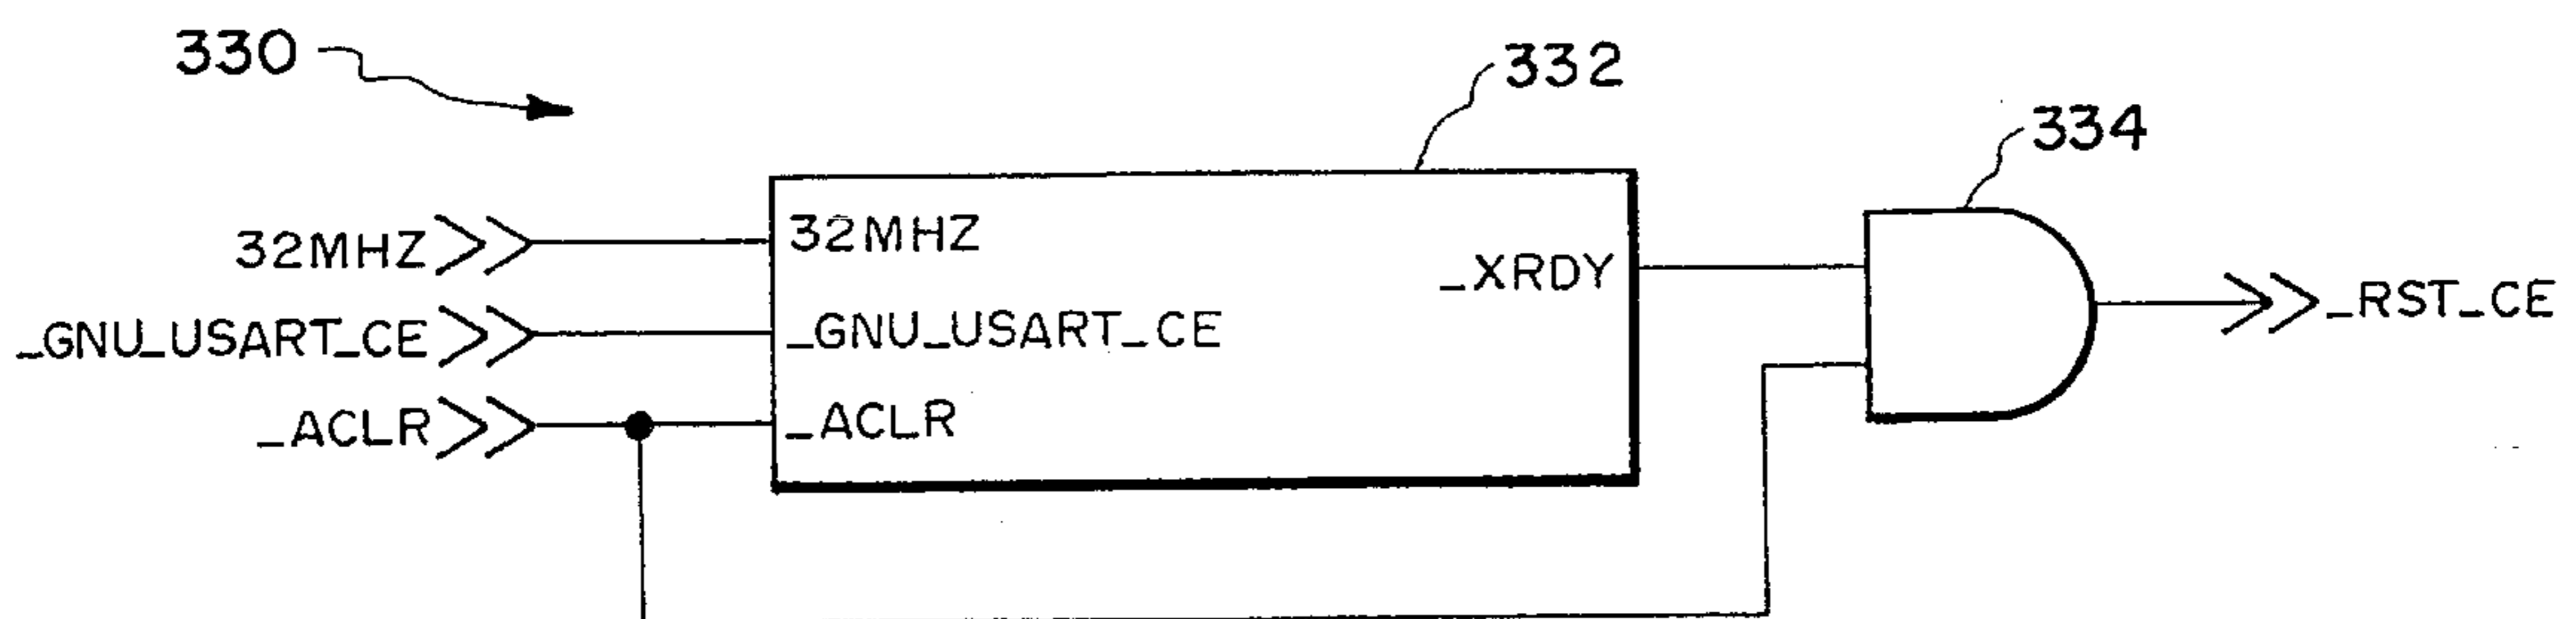 330
332
334
32MHZ
_GNU_USART_CE
_ACLR
32MHZ
_GNU_USART_CE
_ACLR
_XRDY
_RST_CE